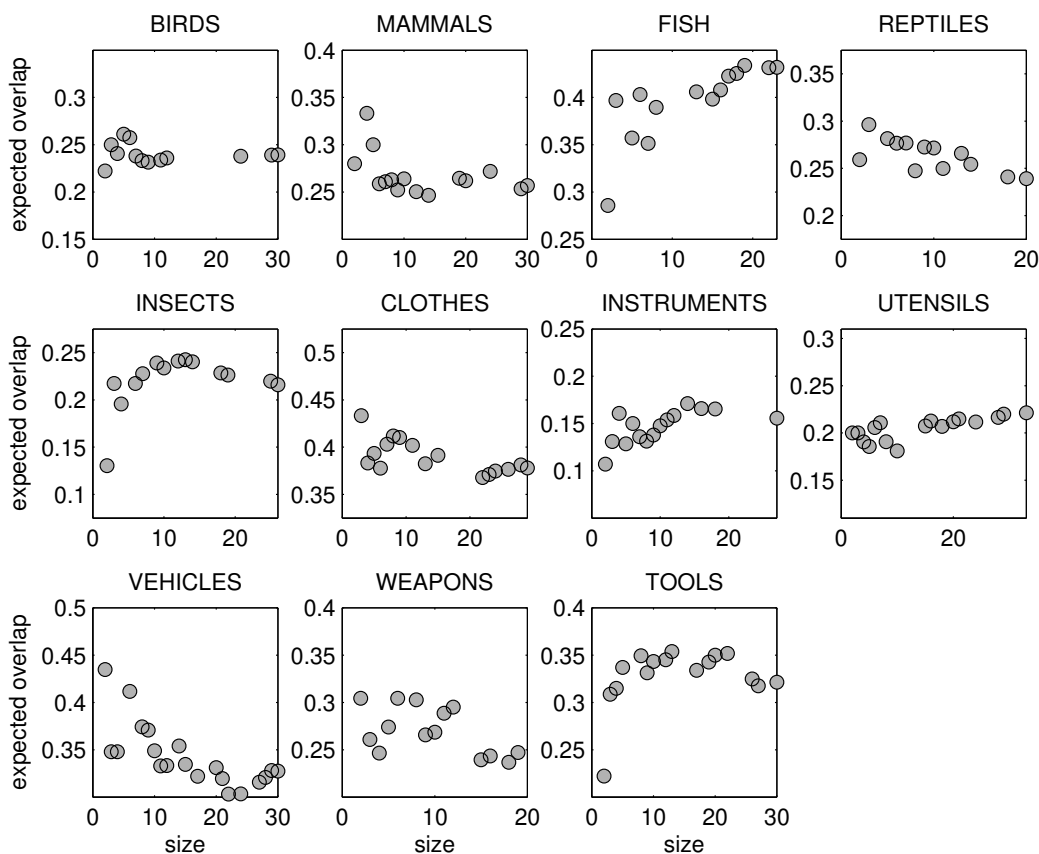 BIRDS MAMMALS FISH REPTILES
expected overlap
0.3
0.25
0.2
0.15
0 10 20 30
0.4
0.35
0.3
0.25
0 10 20 30
0.4
0.35
0.3
0.25
0 10 20
0.35
0.3
0.25
0.2
0 10 20
INSECTS CLOTHES INSTRUMENTS UTENSILS
expected overlap
0.25
0.2
0.15
0.1
0 10 20
0.5
0.45
0.4
0.35
0 10 20
0.25
0.2
0.15
0.1
0 10 20
0.3
0.25
0.2
0.15
0 10 20
VEHICLES WEAPONS TOOLS
expected overlap
0.5
0.45
0.4
0.35
0 10 20 30
size
0.4
0.35
0.3
0.25
0 10 20
size
0.4
0.35
0.3
0.25
0 10 20 30
size